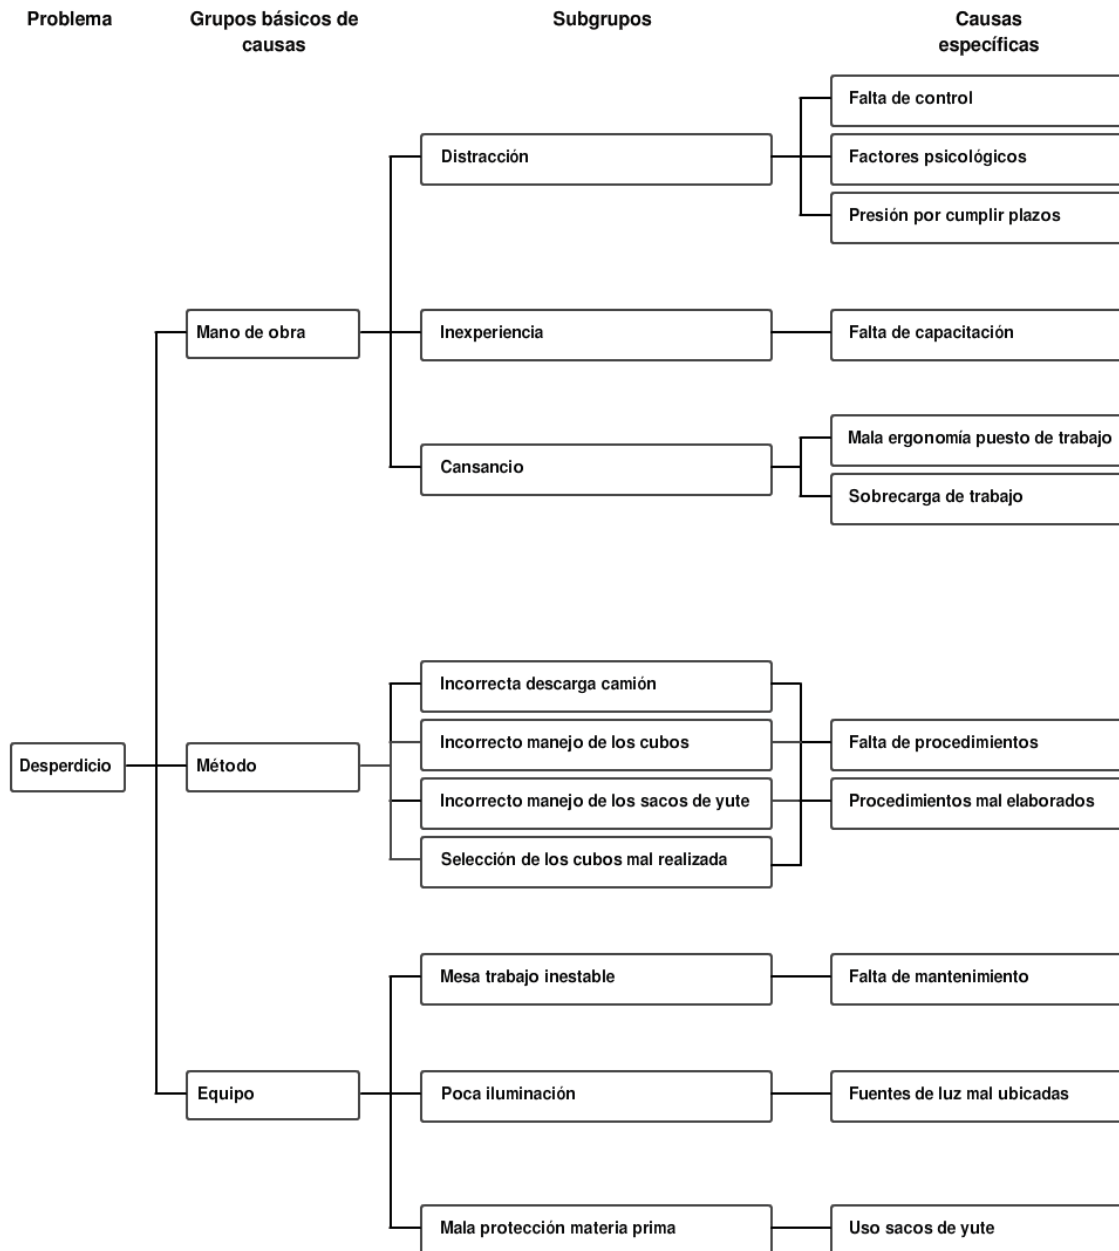 Problema
Grupos básicos de
causas
Subgrupos
Causas
específicas
Falta de control
Distracción
Factores psicológicos
Presión por cumplir plazos
Mano de obra
Inexperiencia
Falta de capacitación
Mala ergonomía puesto de trabajo
Cansancio
Sobrecarga de trabajo
Incorrecta descarga camión
Incorrecto manejo de los cubos
Falta de procedimientos
Desperdicio
Método
Incorrecto manejo de los sacos de yute
Procedimientos mal elaborados
Selección de los cubos mal realizada
Mesa trabajo inestable
Falta de mantenimiento
Equipo
Poca iluminación
Fuentes de luz mal ubicadas
Mala protección materia prima
Uso sacos de yute